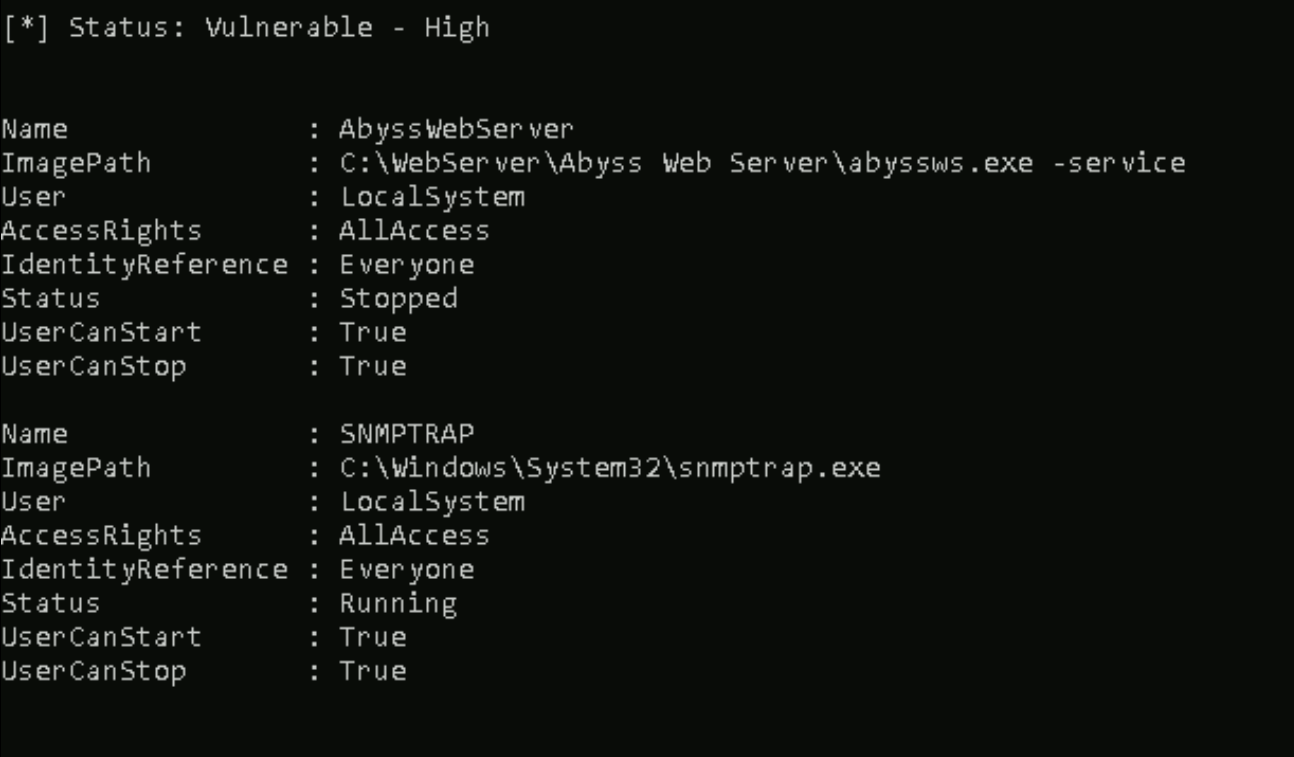 [*] Status: Vulnerable - High
Name : AbyssWebServer
ImagePath : C:\WebServer\Abyss Web Server\abyssws.exe -service
User : LocalSystem
AccessRights : AllAccess
IdentityReference : Everyone
Status : Stopped
UserCanStart : True
UserCanStop : True
Name : SNMPTRAP
ImagePath : C:\Windows\System32\snmptrap.exe
User : LocalSystem
AccessRights : AllAccess
IdentityReference : Everyone
Status : Running
UserCanStart : True
UserCanStop : True